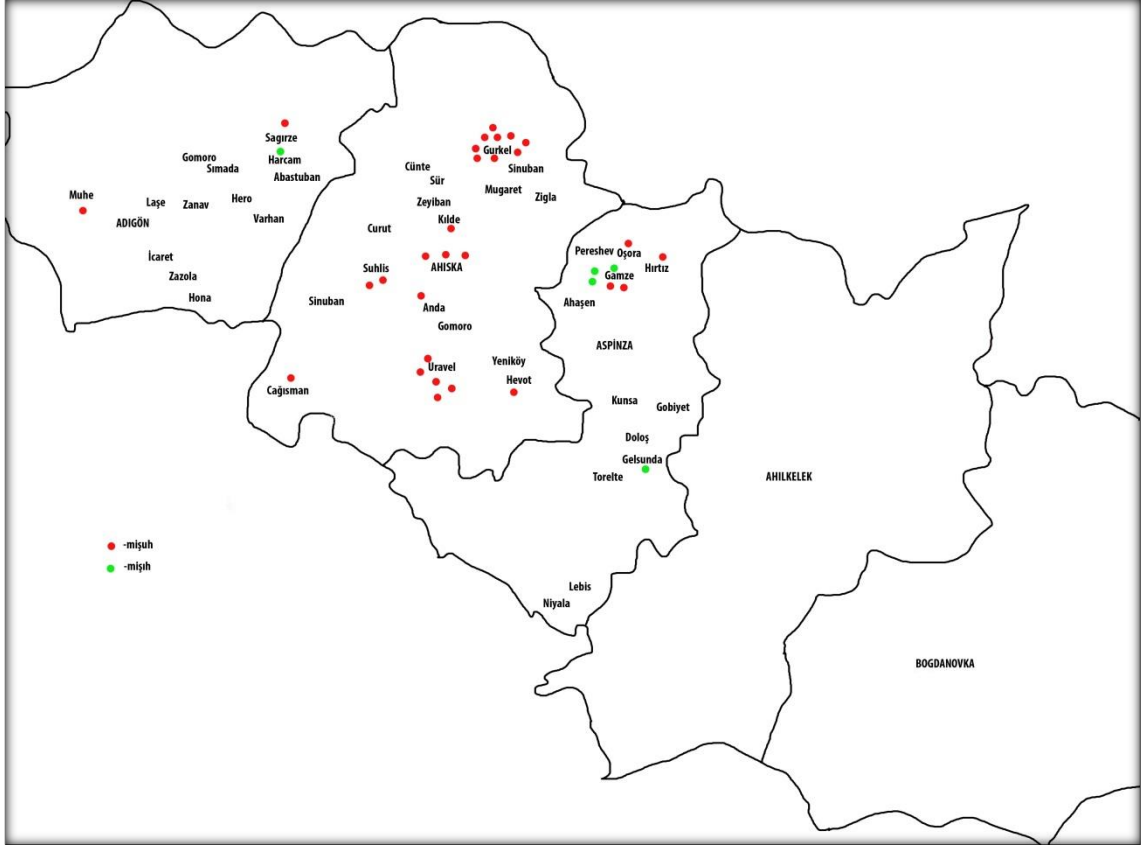 Sagırze
Harcam
Abastuban
Gomoro
Sımada
Muhe
Laşe
Zanav
Hero
Varhan
ADIGÖN
İcaret
Zazola
Hona
Gurkel
Sinuban
Cünte
Sür
Mugaret
Zigla
Zeyiban
Kılde
Curut
AHISKA
Suhlis
Sinuban
Anda
Gomoro
Uravel
Yeniköy
Hevot
Cağısman
Pereshev
Oşora
Hırtız
Gamze
Ahaşen
ASPİNZA
Kunsa
Gobiyet
Doloş
Gelsunda
Torelte
Lebis
Niyala
AHILKELEK
BOGDANOVKA
-mişuh
-mişıh